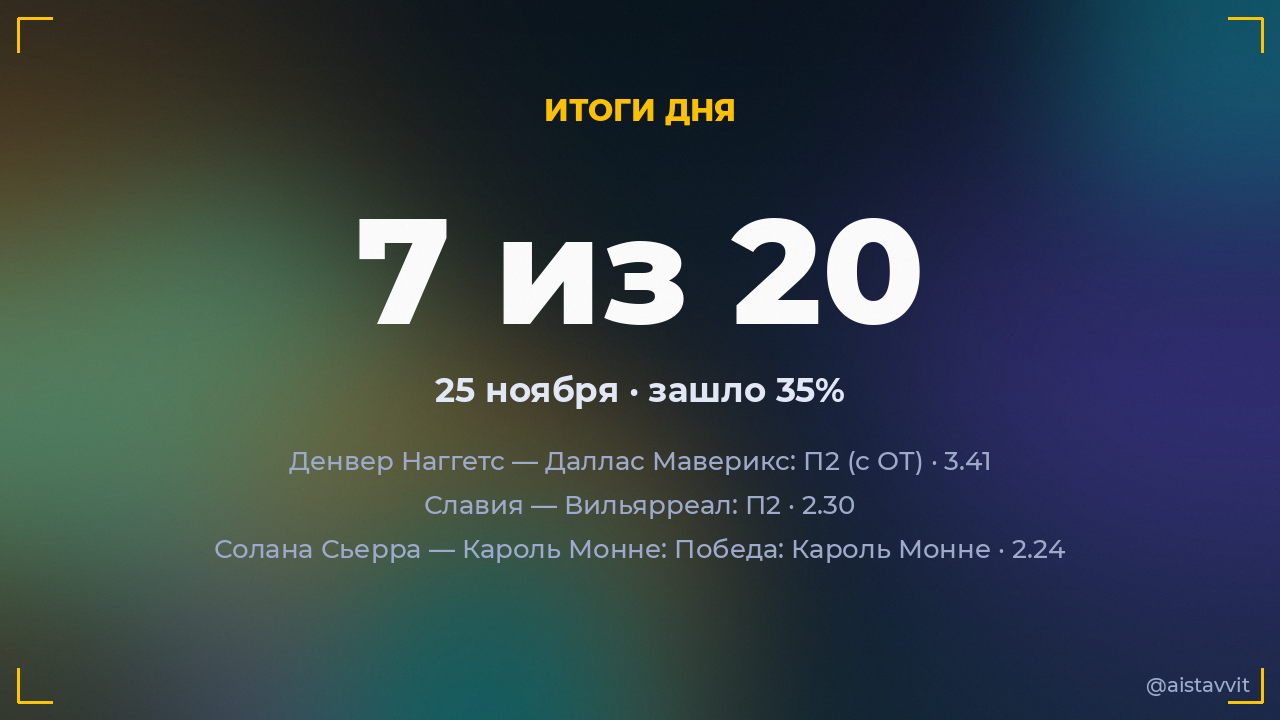 ИТОГИ ДНЯ
7 из 20
25 ноября · зашло 35%
Денвер Наггетс — Даллас Маверикс: П2 (с ОТ) · 3.41
Славия — Вильярреал: П2 · 2.30
Солана Сьерра — Кароль Монне: Победа: Кароль Монне · 2.24
@aistavvit